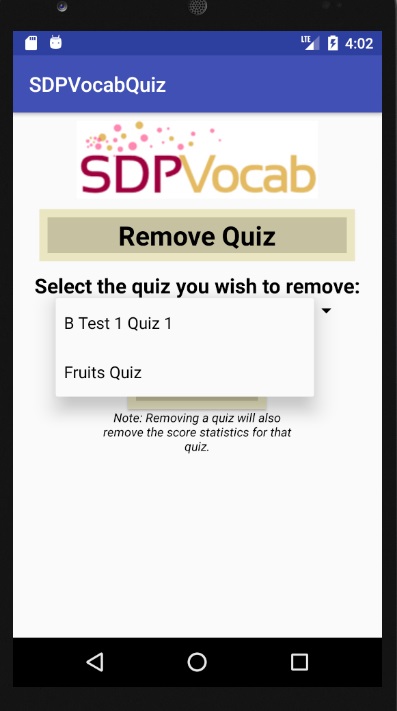 LTE 4:02
SDPVocabQuiz
SDPVocab
Remove Quiz
Select the quiz you wish to remove:
B Test 1 Quiz 1
Fruits Quiz
Note: Removing a quiz will also
remove the score statistics for that
quiz.